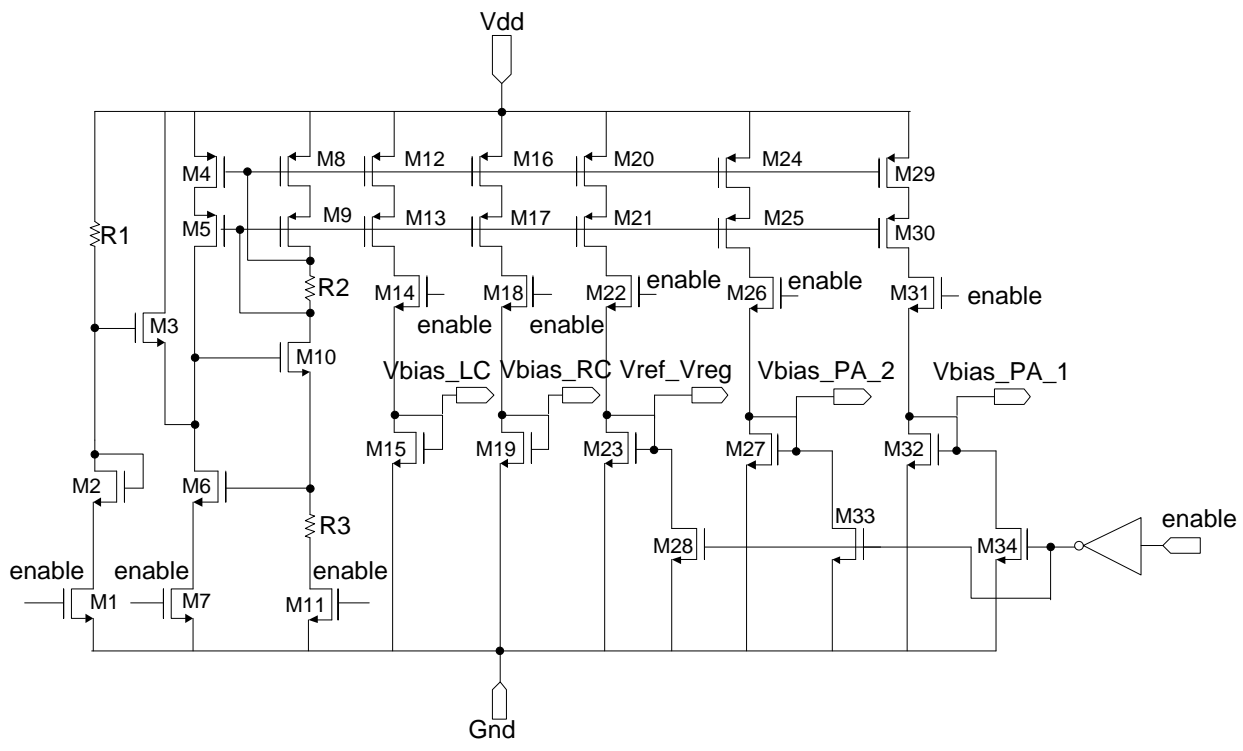 Vdd
M4
M8
M12
M16
M20
M24
M29
R1
M5
M9
M13
M17
M21
M25
M30
R2
M14
M18
M22
M26
M31
enable
enable
enable
enable
enable
M3
M10
Vbias_LC
Vbias_RC
Vref_Vreg
Vbias_PA_2
Vbias_PA_1
M15
M19
M23
M27
M32
M2
M6
R3
M28
M33
M34
enable
enable
enable
enable
M1
M7
M11
Gnd